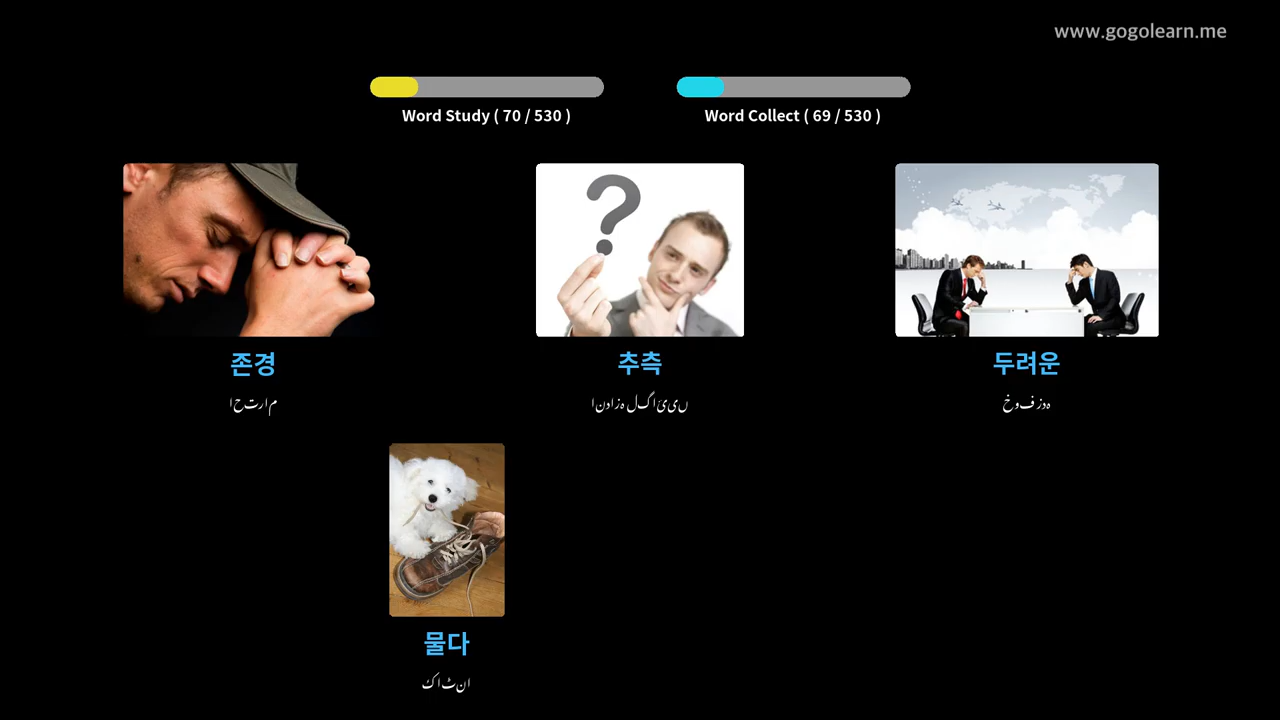 www.gogolearn.me
Word Study ( 70 / 530 )
Word Collect ( 69 / 530 )
존경
احترام
추측
اندازہ لگائیں
두려운
خوفزدہ
물다
کاٹنا